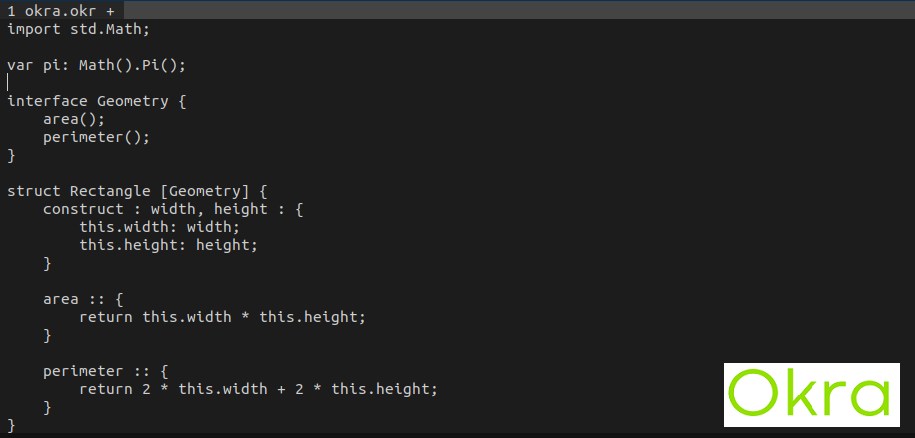 1 okra.okr +
import std.Math;
var pi: Math().Pi();
interface Geometry {
    area();
    perimeter();
}
struct Rectangle [Geometry] {
    construct : width, height : {
        this.width: width;
        this.height: height;
    }
    area :: {
        return this.width * this.height;
    }
    perimeter :: {
        return 2 * this.width + 2 * this.height;
    }
}
Okra